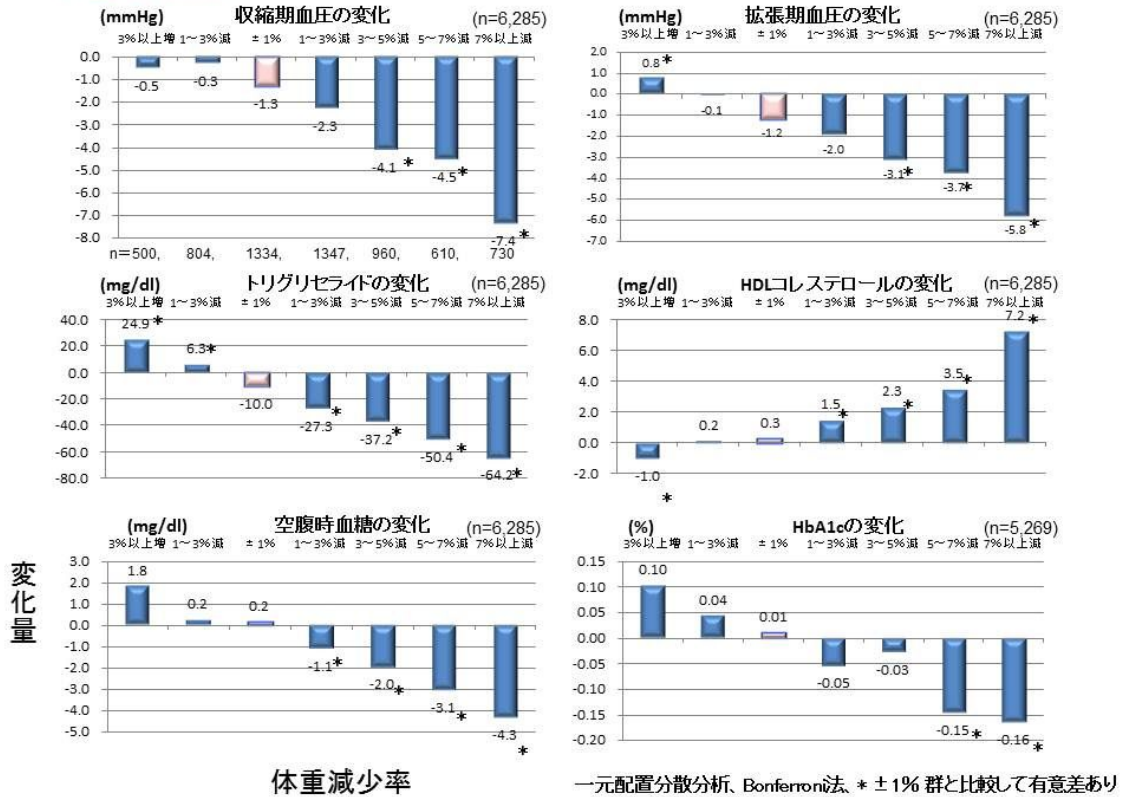 (mmHg) 収縮期血圧の変化 (n=6,285)
3%以上増 1～3%減 ±1% 1～3%減 3～5%減 5～7%減 7%以上減
0.0
-1.0
-2.0
-3.0
-4.0
-5.0
-6.0
-7.0
-8.0
-0.5 -0.3 -1.3 -2.3 -4.1* -4.5* -7.4*
n=500, 804, 1334, 1347, 960, 610, 730
(mmHg) 拡張期血圧の変化 (n=6,285)
3%以上増 1～3%減 ±1% 1～3%減 3～5%減 5～7%減 7%以上減
2.0
1.0
0.0
-1.0
-2.0
-3.0
-4.0
-5.0
-6.0
-7.0
0.8* -0.1 -1.2 -2.0 -3.1* -3.7* -5.8*
(mg/dl) トリグリセライドの変化 (n=6,285)
3%以上増 1～3%減 ±1% 1～3%減 3～5%減 5～7%減 7%以上減
40.0
20.0
0.0
-20.0
-40.0
-60.0
-80.0
24.9* 6.3* -10.0 -27.3* -37.2* -50.4* -64.2*
(mg/dl) HDLコレステロールの変化 (n=6,285)
3%以上増 1～3%減 ±1% 1～3%減 3～5%減 5～7%減 7%以上減
8.0
6.0
4.0
2.0
0.0
-2.0
-1.0* 0.2 0.3 1.5* 2.3* 3.5* 7.2*
(mg/dl) 空腹時血糖の変化 (n=6,285)
3%以上増 1～3%減 ±1% 1～3%減 3～5%減 5～7%減 7%以上減
3.0
2.0
1.0
0.0
-1.0
-2.0
-3.0
-4.0
-5.0
1.8 0.2 0.2 -1.1* -2.0* -3.1* -4.3*
(%) HbA1cの変化 (n=5,269)
3%以上増 1～3%減 ±1% 1～3%減 3～5%減 5～7%減 7%以上減
0.15
0.10
0.05
0.00
-0.05
-0.10
-0.15
-0.20
0.10 0.04 0.01 -0.05 -0.03 -0.15* -0.16*
変化量
体重減少率
一元配置分散分析、Bonferroni法、* ±1% 群と比較して有意差あり